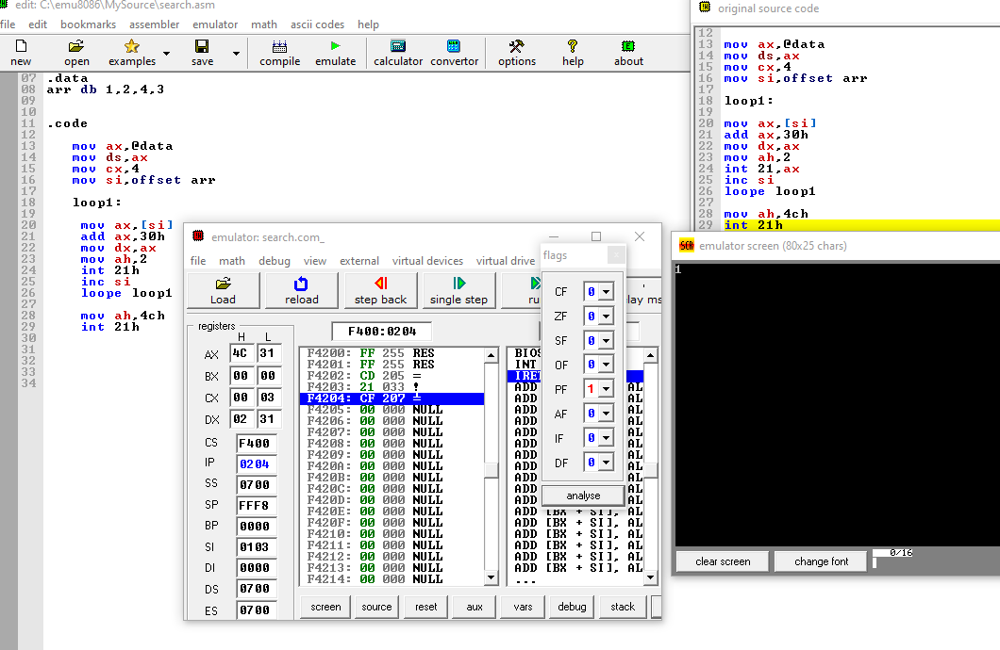 edit: C:\emu8086\MySource\search.asm
file edit bookmarks assembler emulator math ascii codes help
new open examples save compile emulate calculator convertor options help about
07 .data
08 arr db 1,2,4,3
09
10
11 .code
12
13 mov ax,@data
14 mov ds,ax
15 mov cx,4
16 mov si,offset arr
17
18 loop1:
19
20 mov ax,[si]
21 add ax,30h
22 mov dx,ax
23 mov ah,2
24 int 21h
25 inc si
26 loope loop1
27
28 mov ah,4ch
29 int 21h
30
31
32
33
34
original source code
12
13 mov ax,@data
14 mov ds,ax
15 mov cx,4
16 mov si,offset arr
17
18 loop1:
19
20 mov ax,[si]
21 add ax,30h
22 mov dx,ax
23 mov ah,2
24 int 21,ax
25 inc si
26 loope loop1
27
28 mov ah,4ch
29 int 21h
emulator: search.com_
file math debug view external virtual devices virtual drive
Load reload step back single step ru lay ms
registers
H L
AX 4C 31
BX 00 00
CX 00 03
DX 02 31
CS F400
IP 0204
SS 0700
SP FFF8
BP 0000
SI 0103
DI 0000
DS 0700
ES 0700
F400:0204
F4200: FF 255 RES
F4201: FF 255 RES
F4202: CD 205 =
F4203: 21 033 !
F4204: CF 207
F4205: 00 000 NULL
F4206: 00 000 NULL
F4207: 00 000 NULL
F4208: 00 000 NULL
F4209: 00 000 NULL
F420A: 00 000 NULL
F420B: 00 000 NULL
F420C: 00 000 NULL
F420D: 00 000 NULL
F420E: 00 000 NULL
F420F: 00 000 NULL
F4210: 00 000 NULL
F4211: 00 000 NULL
F4212: 00 000 NULL
F4213: 00 000 NULL
F4214: 00 000 NULL
BIOS
INT
IRE
ADD AL
ADD AL
ADD AL
ADD AL
ADD AL
ADD AL
ADD AL
ADD AL
ADD AL
ADD AL
ADD AL
ADD [BX + SI], AL
ADD [BX + SI], AL
ADD [BX + SI], AL
ADD [BX + SI], AL
ADD [BX + SI], AL
ADD [BX + SI], AL
...
screen source reset aux vars debug stack
flags
CF 0
ZF 0
SF 0
OF 0
PF 1
AF 0
IF 0
DF 0
analyse
emulator screen (80x25 chars)
1
clear screen change font 0/16